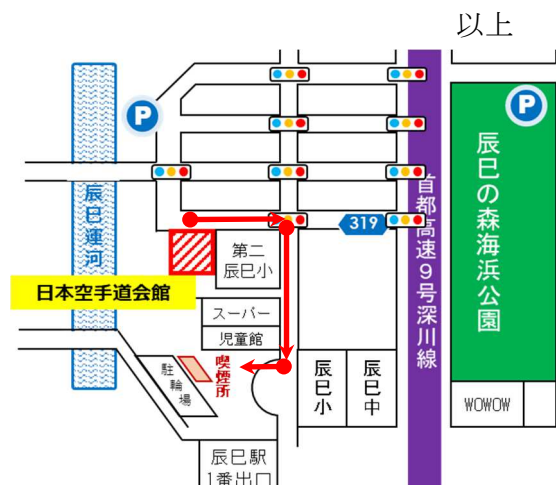 以上
P
P
辰巳運河
首都高速9号深川線
辰巳の森海浜公園
319
第二
辰巳小
日本空手道会館
スーパー
児童館
喫煙所
駐輪場
辰巳小
辰巳中
WOWOW
辰巳駅
1番出口